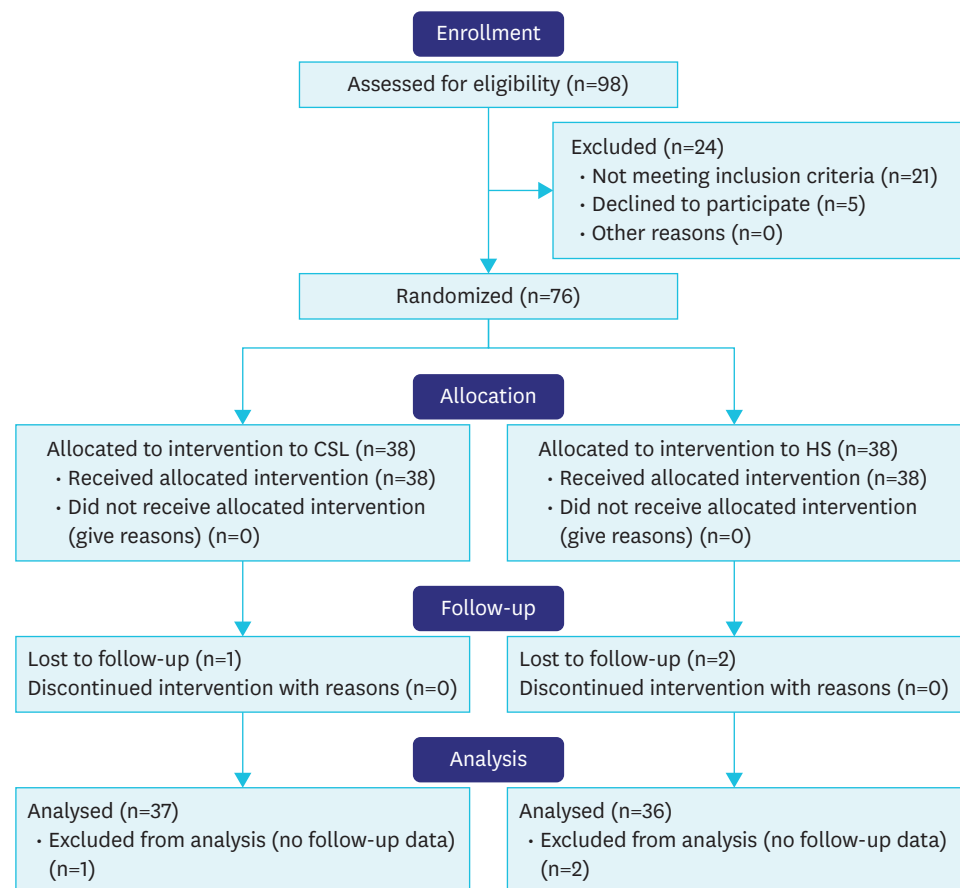 Enrollment
Assessed for eligibility (n=98)
Excluded (n=24)
· Not meeting inclusion criteria (n=21)
· Declined to participate (n=5)
· Other reasons (n=0)
Randomized (n=76)
Allocation
Allocated to intervention to CSL (n=38)
· Received allocated intervention (n=38)
· Did not receive allocated intervention
(give reasons) (n=0)
Allocated to intervention to HS (n=38)
· Received allocated intervention (n=38)
· Did not receive allocated intervention
(give reasons) (n=0)
Follow-up
Lost to follow-up (n=1)
Discontinued intervention with reasons (n=0)
Lost to follow-up (n=2)
Discontinued intervention with reasons (n=0)
Analysis
Analysed (n=37)
· Excluded from analysis (no follow-up data)
(n=1)
Analysed (n=36)
· Excluded from analysis (no follow-up data)
(n=2)